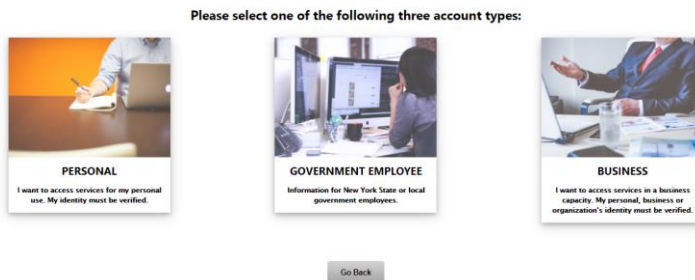 Please select one of the following three account types:
PERSONAL
I want to access services for my personal
use. My identity must be verified.
GOVERNMENT EMPLOYEE
Information for New York State or local
government employees.
BUSINESS
I want to access services in a business
capacity. My personal, business or
organization's identity must be verified.
Go Back